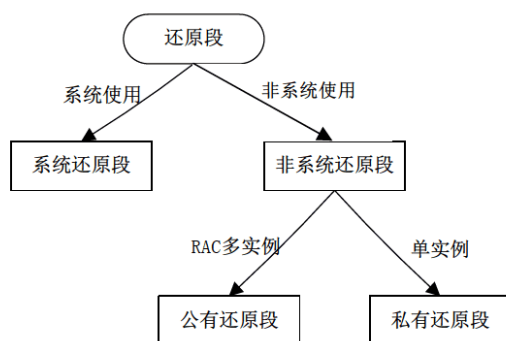 还原段
系统使用
非系统使用
系统还原段
非系统还原段
RAC多实例
单实例
公有还原段
私有还原段